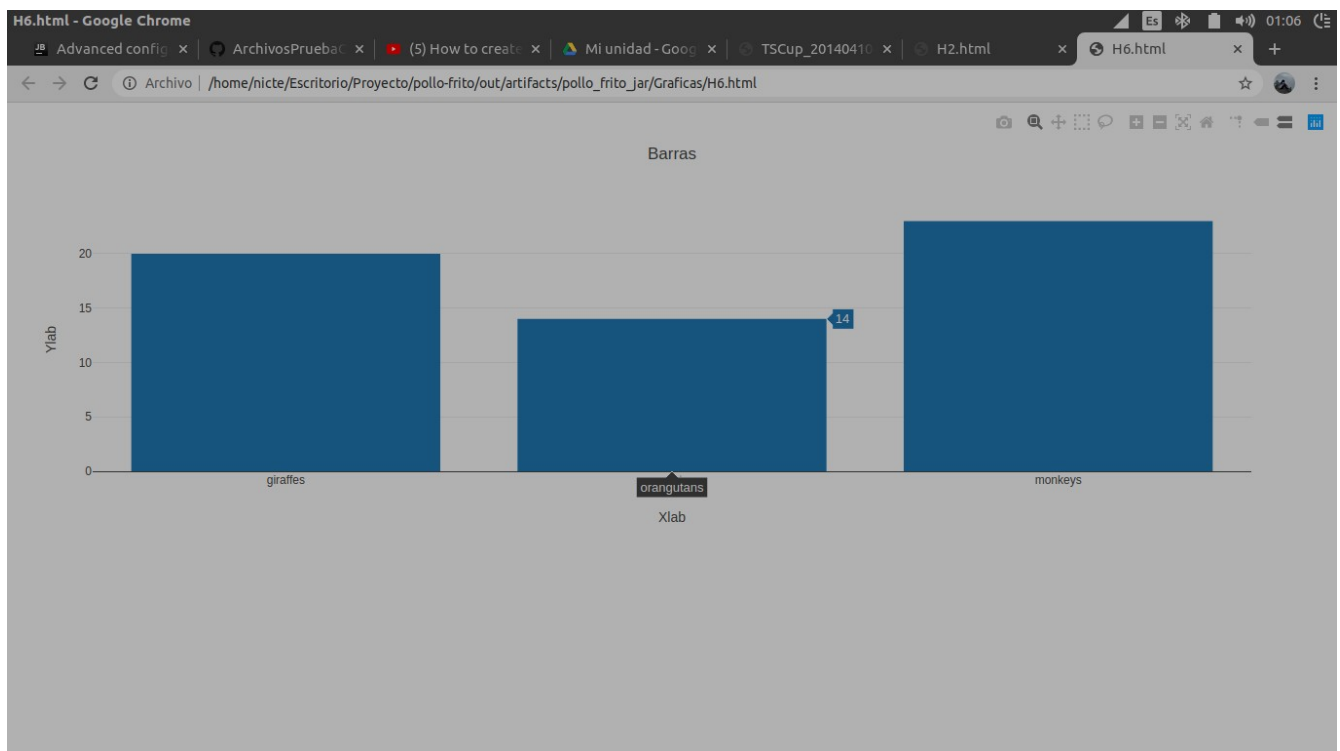 H6.html - Google Chrome
Es
01:06
JB
Advanced config
ArchivosPruebaC
(5) How to create
Mi unidad - Goog
TSCup_20140410
H2.html
H6.html
Archivo | /home/nicte/Escritorio/Proyecto/pollo-frito/out/artifacts/pollo_frito_jar/Graficas/H6.html
Barras
20
15
10
5
0
Ylab
14
giraffes
orangutans
monkeys
Xlab